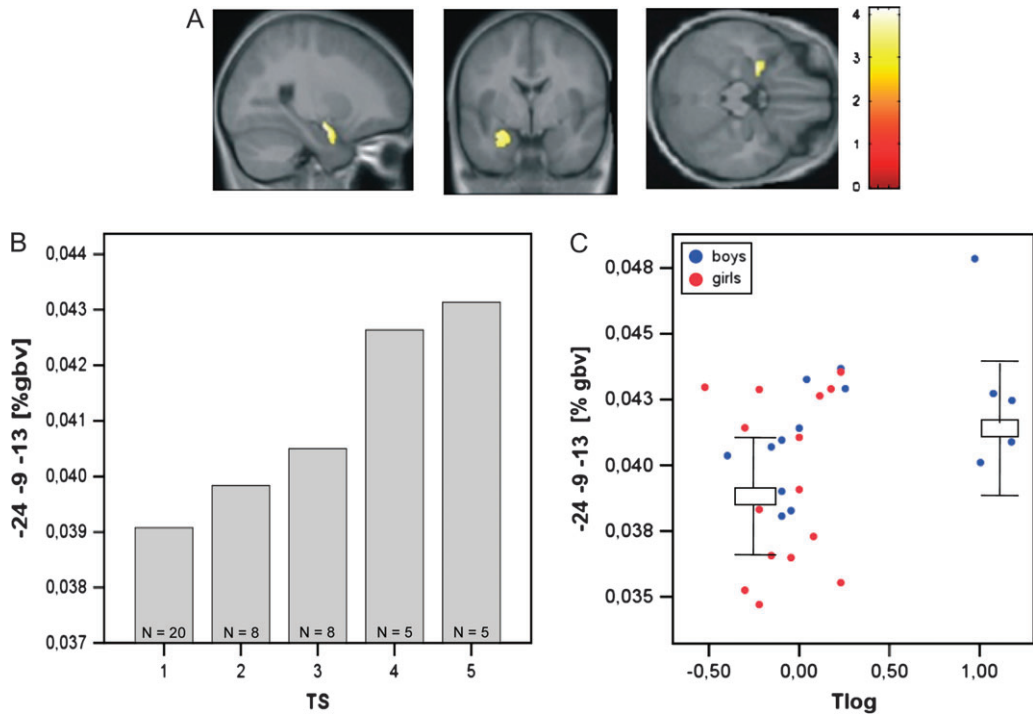 A
4
3
2
1
0
B
0,044
0,043
0,042
0,041
0,040
0,039
0,038
0,037
-24 -9 -13 [%gbv]
N = 20
N = 8
N = 8
N = 5
N = 5
1
2
3
4
5
TS
C
boys
girls
0,048
0,045
0,043
0,040
0,038
0,035
-24 -9 -13 [% gbv]
-0,50
0,00
0,50
1,00
Tlog